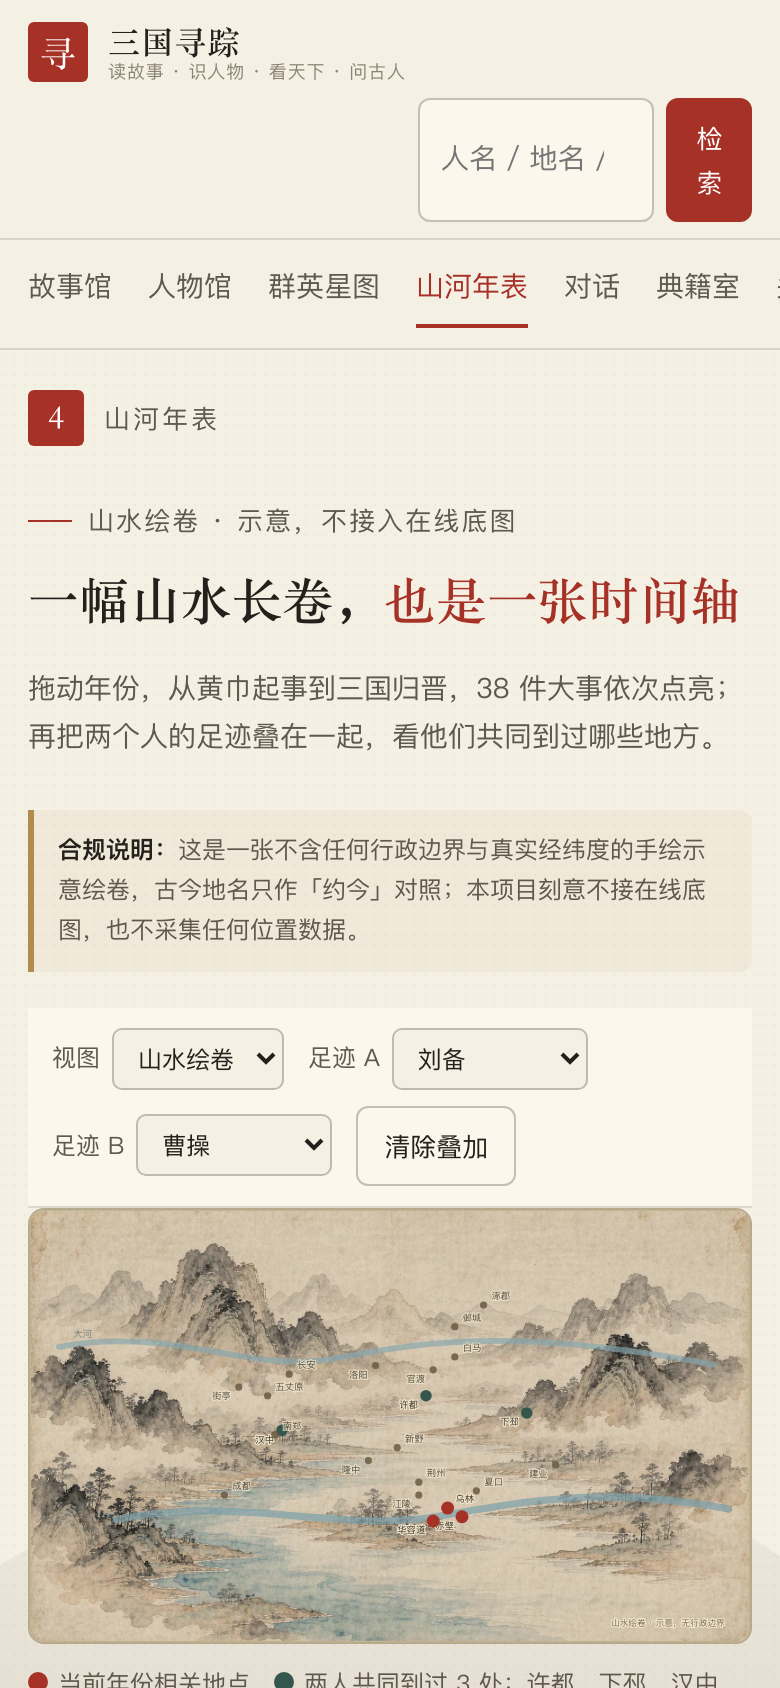 寻
三国寻踪
读故事 · 识人物 · 看天下 · 问古人
人名 / 地名 /
检
索
故事馆 人物馆 群英星图 山河年表 对话 典籍室
4 山河年表
山水绘卷 · 示意，不接入在线底图
一幅山水长卷，也是一张时间轴
拖动年份，从黄巾起事到三国归晋，38 件大事依次点亮；
再把两个人的足迹叠在一起，看他们共同到过哪些地方。
合规说明：这是一张不含任何行政边界与真实经纬度的手绘示
意绘卷，古今地名只作「约今」对照；本项目刻意不接在线底
图，也不采集任何位置数据。
视图 山水绘卷 足迹 A 刘备
足迹 B 曹操 清除叠加
涿郡
邺城
大河
白马
长安
洛阳
官渡
五丈原
街亭
许都
下邳
南郑
汉中
新野
隆中
荆州
建业
夏口
成都
乌林
江陵
华容道
赤壁
山水绘卷 · 示意，无行政边界
当前年份相关地点 两人共同到过 3 处：许都、下邳、汉中